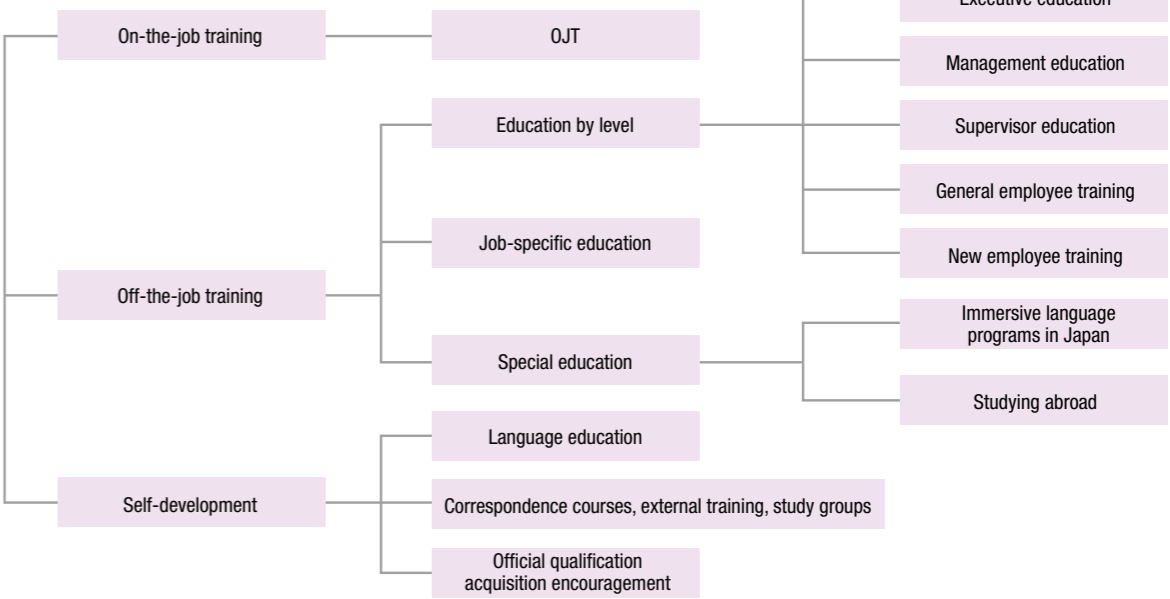 Executive education
On-the-job training
OJT
Management education
Education by level
Supervisor education
General employee training
Job-specific education
New employee training
Off-the-job training
Immersive language
programs in Japan
Special education
Studying abroad
Language education
Self-development
Correspondence courses, external training, study groups
Official qualification
acquisition encouragement